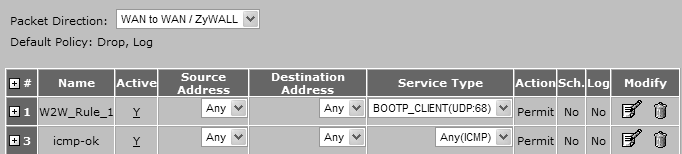 Packet Direction: WAN to WAN / ZyWALL
Default Policy: Drop, Log
# Name Active Source Address Destination Address Service Type Action Sch. Log Modify
1 W2W_Rule_1 Y Any Any BOOTP_CLIENT(UDP:68) Permit No No
3 icmp-ok Y Any Any Any(ICMP) Permit No No